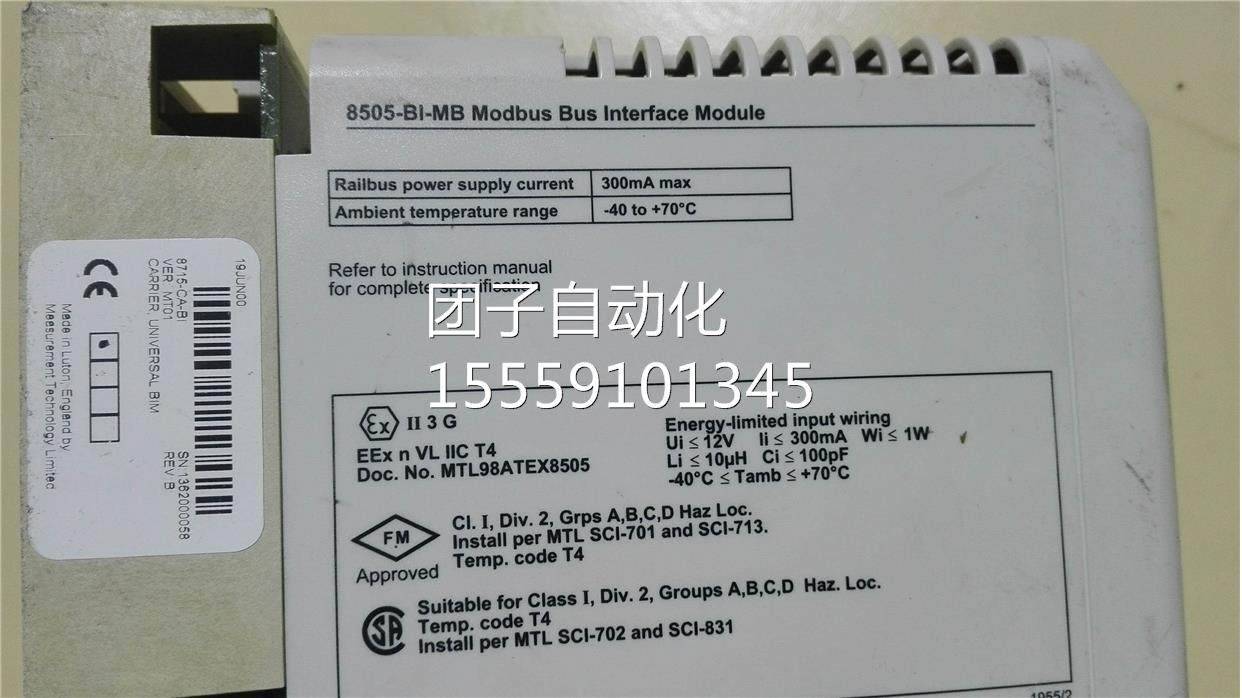 8505-BI-MB Modbus Bus Interface Module
Railbus power supply current 300mA max
Ambient temperature range -40 to +70°C
Refer to instruction manual
for complete specification
团子自动化
15559101345
Ex II 3 G
EEx n VL IIC T4
Doc. No. MTL98ATEX8505
Energy-limited input wiring
Ui ≤ 12V Ii ≤ 300mA Wi ≤ 1W
Li ≤ 10µH Ci ≤ 100pF
-40°C ≤ Tamb ≤ +70°C
FM
Approved
Cl. I, Div. 2, Grps A,B,C,D Haz Loc.
Install per MTL SCI-701 and SCI-713.
Temp. code T4
SA
Suitable for Class I, Div. 2, Groups A,B,C,D Haz. Loc.
Temp. code T4
Install per MTL SCI-702 and SCI-831
1955/2
19JUN00
8715-CA-BI
VER :MT01
CARRIER, UNIVERSAL BIM
SN:1362000058
REV B
CE
Made in Luton, England by
Measurement Technology Limited